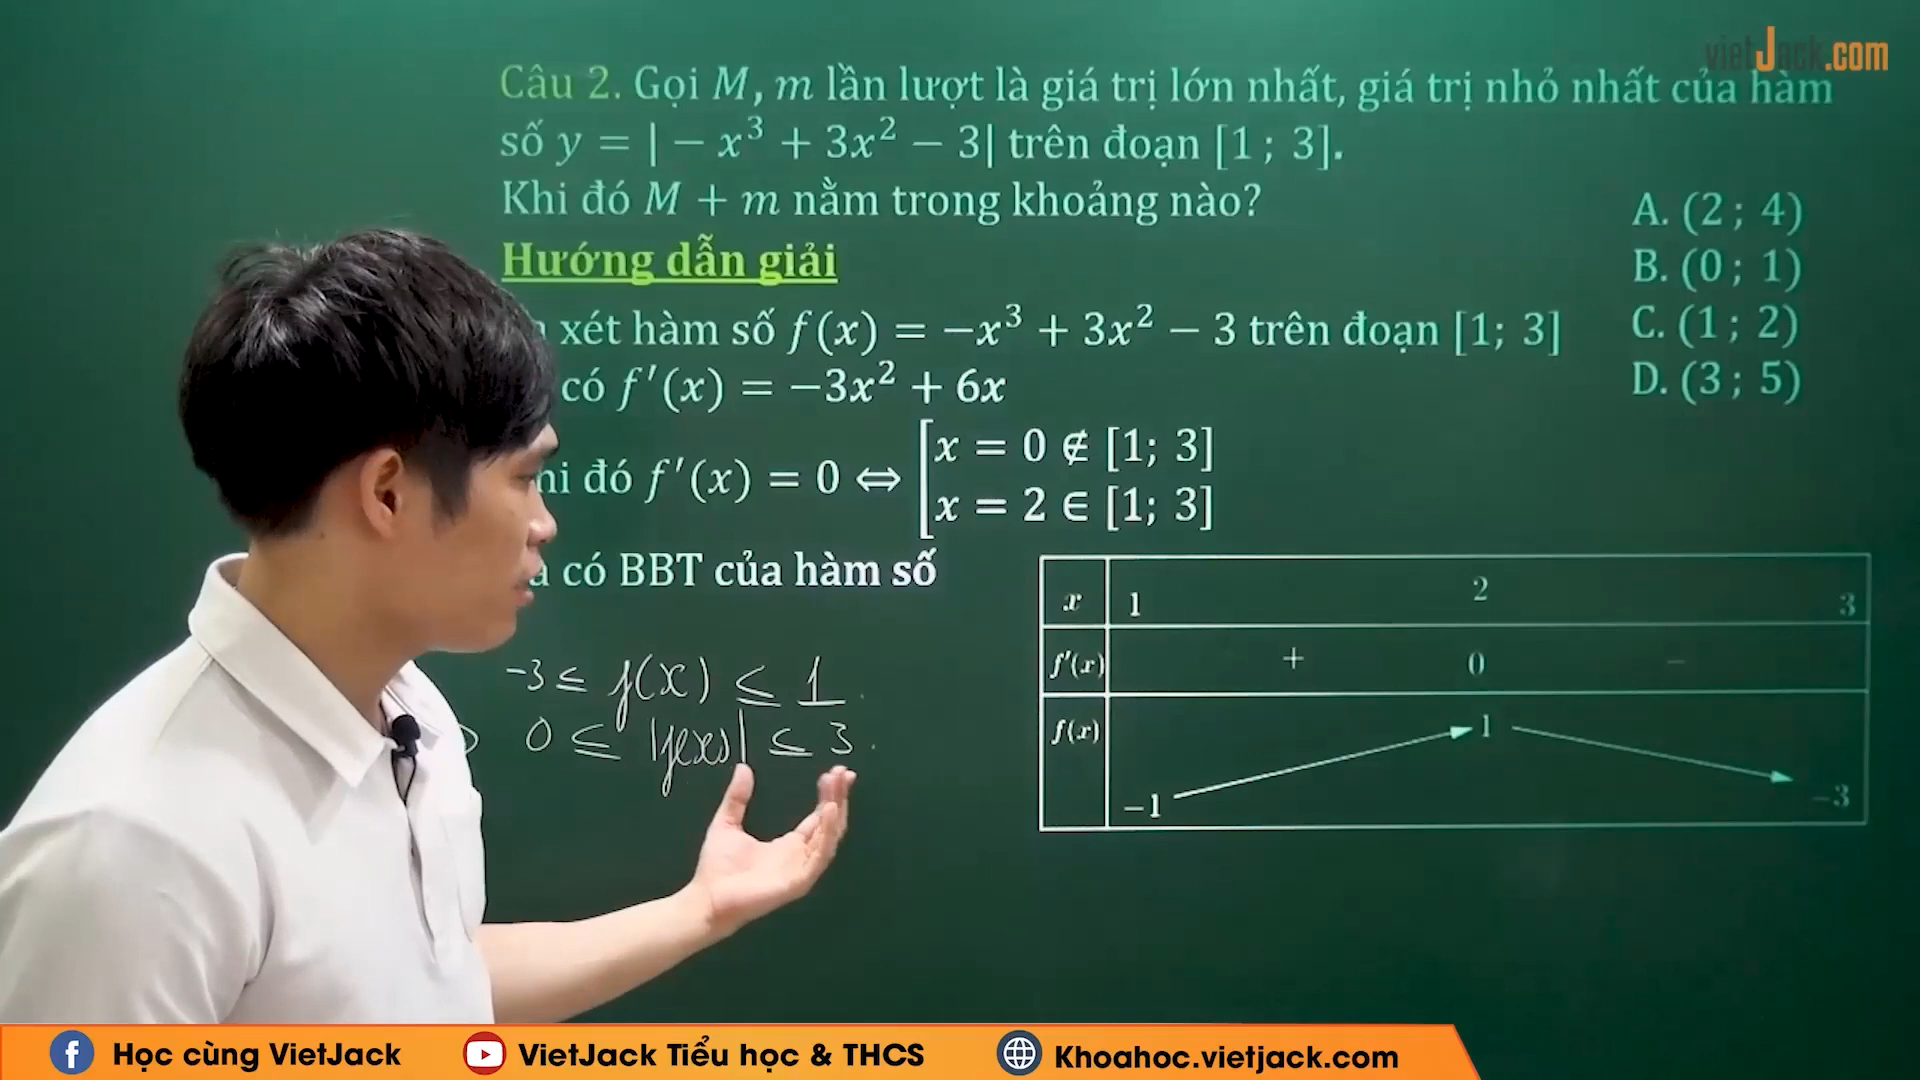 vietJack.com
Câu 2. Gọi M, m lần lượt là giá trị lớn nhất, giá trị nhỏ nhất của hàm
số y = |− x³ + 3x² − 3| trên đoạn [1 ; 3].
Khi đó M + m nằm trong khoảng nào?
A. (2 ; 4)
B. (0 ; 1)
C. (1 ; 2)
D. (3 ; 5)
Hướng dẫn giải
xét hàm số f(x) = −x³ + 3x² − 3 trên đoạn [1; 3]
có f′(x) = −3x² + 6x
đó f′(x) = 0 ⇔ [x = 0 ∉ [1; 3]
x = 2 ∈ [1; 3]
có BBT của hàm số
x 1 2 3
f′(x) + 0 −
f(x) −1 1 −3
-3 ≤ f(x) ≤ 1.
0 ≤ |f(x)| ≤ 3.
Học cùng VietJack
VietJack Tiểu học & THCS
Khoahoc.vietjack.com